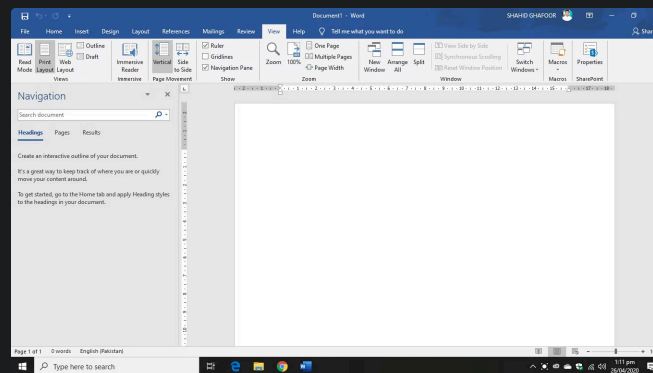 Document1 - Word
SHAHID GHAFOOR
File Home Insert Design Layout References Mailings Review View Help Tell me what you want to do Shar
Read Mode
Print Layout
Web Layout
Outline
Draft
Views
Immersive Reader
Immersive
Vertical
Side to Side
Page Movement
Ruler
Gridlines
Navigation Pane
Show
Zoom
100%
One Page
Multiple Pages
Page Width
Zoom
New Window
Arrange All
Split
View Side by Side
Synchronous Scrolling
Reset Window Position
Window
Switch Windows
Macros
Macros
Properties
SharePoint
Navigation
Search document
Headings Pages Results
Create an interactive outline of your document.
It's a great way to keep track of where you are or quickly
move your content around.
To get started, go to the Home tab and apply Heading styles
to the headings in your document.
Page 1 of 1 0 words English (Pakistan)
Type here to search
1:11 pm
26/04/2020